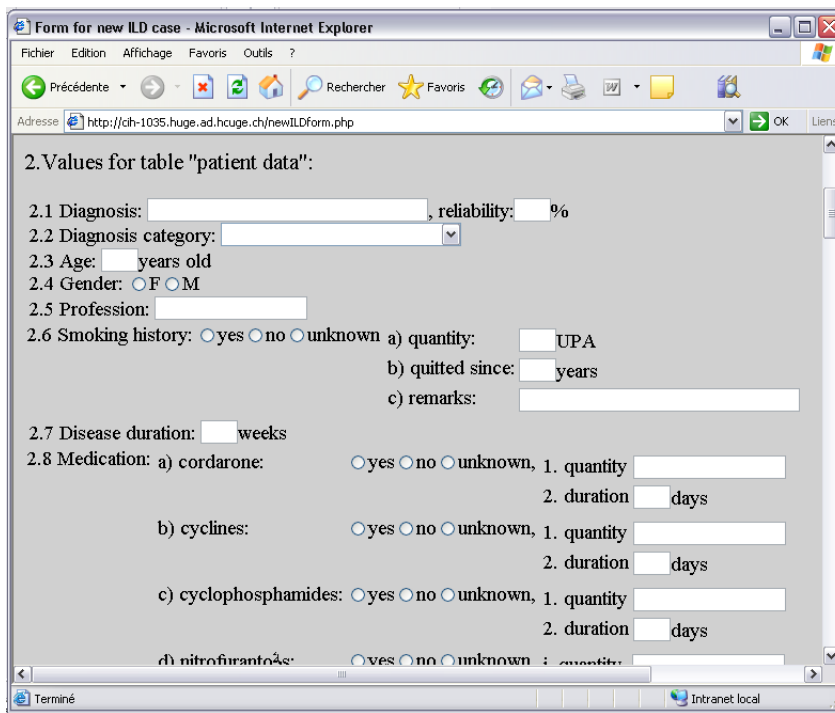 Form for new ILD case - Microsoft Internet Explorer
Fichier Edition Affichage Favoris Outils ?
Précédente Rechercher Favoris W
Adresse http://cih-1035.huge.ad.hcuge.ch/newILDform.php OK Liens
2.Values for table "patient data":
2.1 Diagnosis: , reliability: %
2.2 Diagnosis category:
2.3 Age: years old
2.4 Gender: F M
2.5 Profession:
2.6 Smoking history: yes no unknown a) quantity: UPA
b) quitted since: years
c) remarks:
2.7 Disease duration: weeks
2.8 Medication: a) cordarone: yes no unknown, 1. quantity
2. duration days
b) cyclines: yes no unknown, 1. quantity
2. duration days
c) cyclophosphamides: yes no unknown, 1. quantity
2. duration days
d) yes no unknown, quantity
Terminé Intranet local